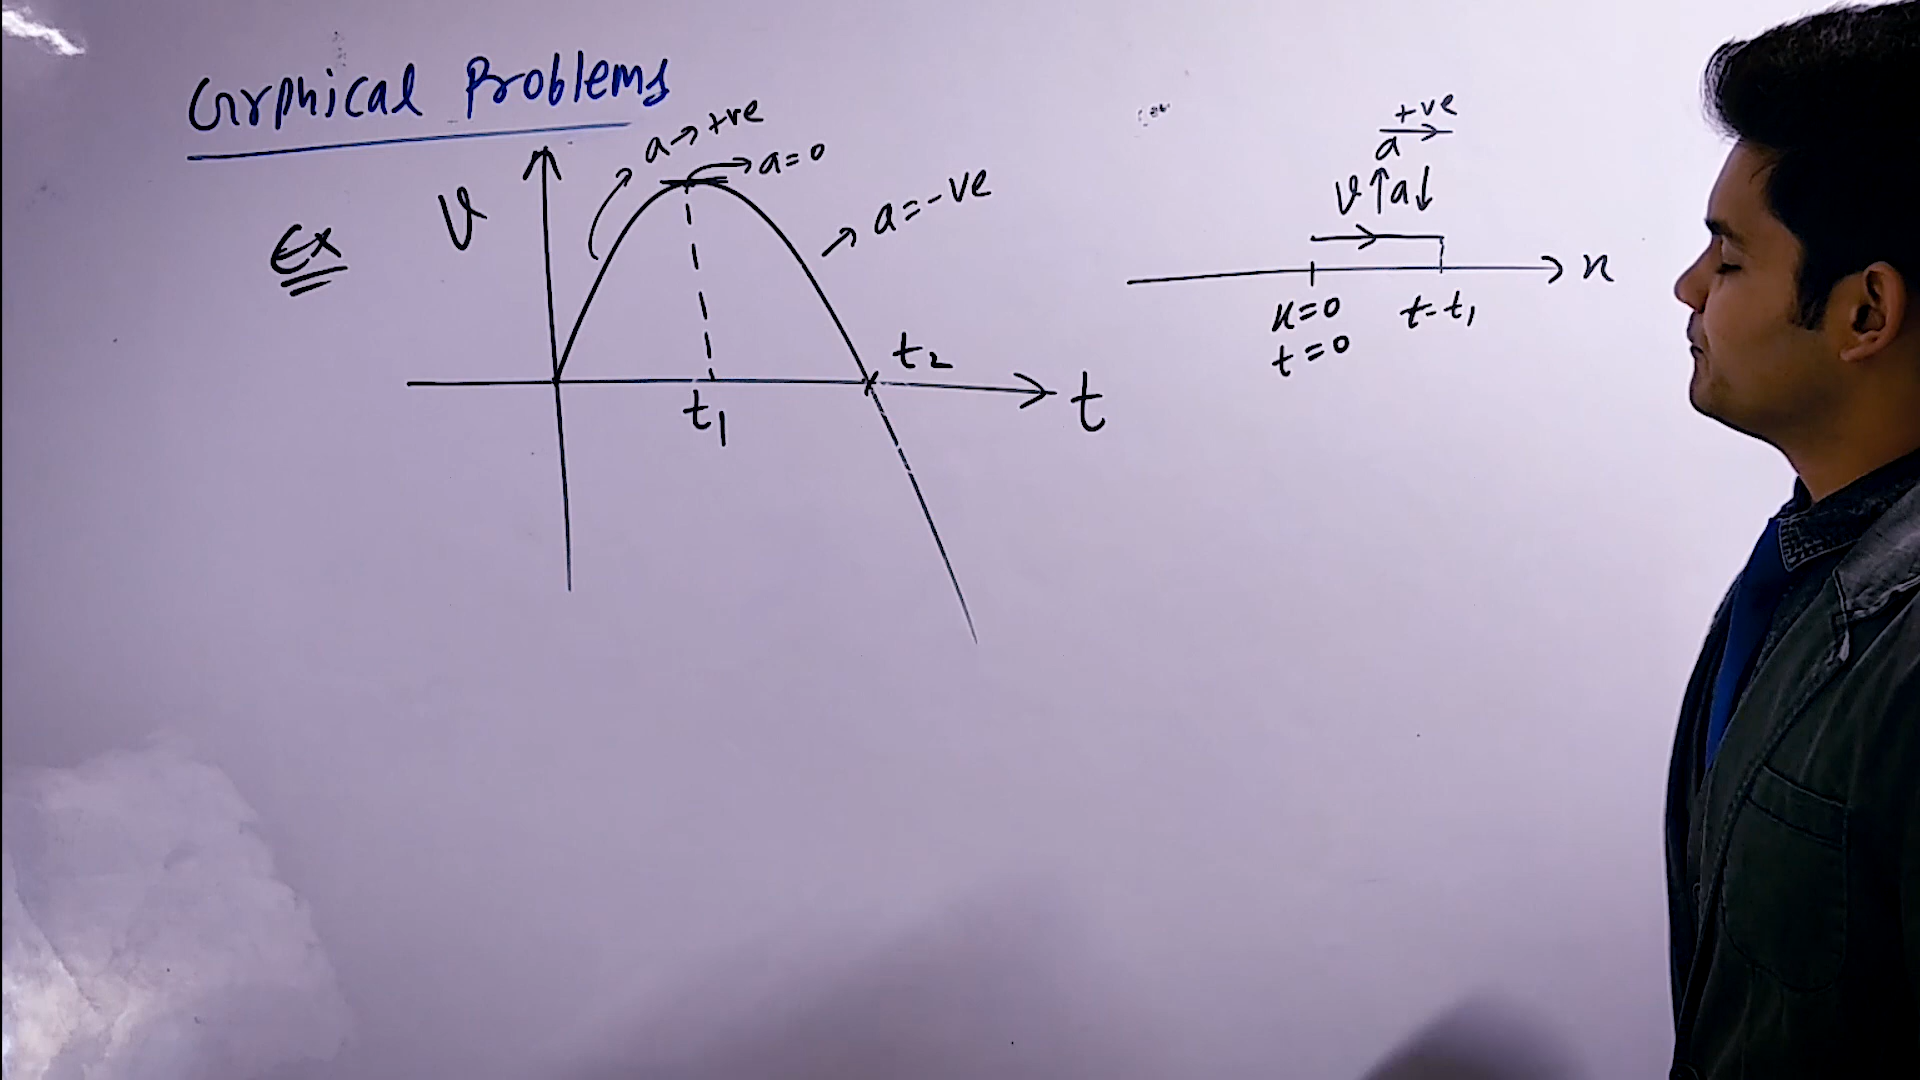 Grphical Problems
a→+ve
→a=0
Ex
v
→ a=-ve
t₂
t₁
t
+ve
a
v↑a↓
x
x=0
t=t₁
t=0